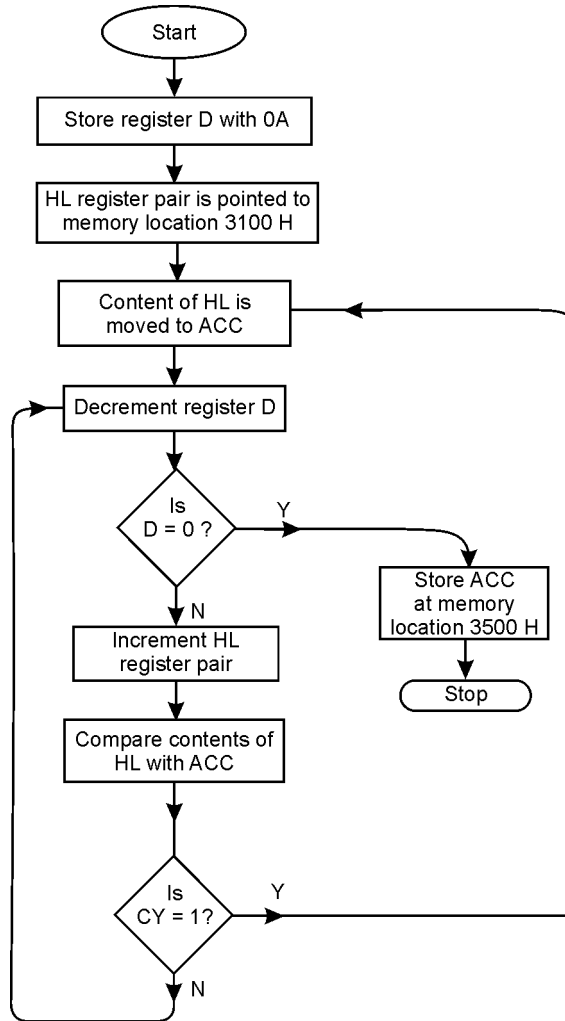 Start
Store register D with 0A
HL register pair is pointed to
memory location 3100 H
Content of HL is
moved to ACC
Decrement register D
Is
D = 0 ?
Y
N
Store ACC
at memory
location 3500 H
Stop
Increment HL
register pair
Compare contents of
HL with ACC
Is
CY = 1?
Y
N